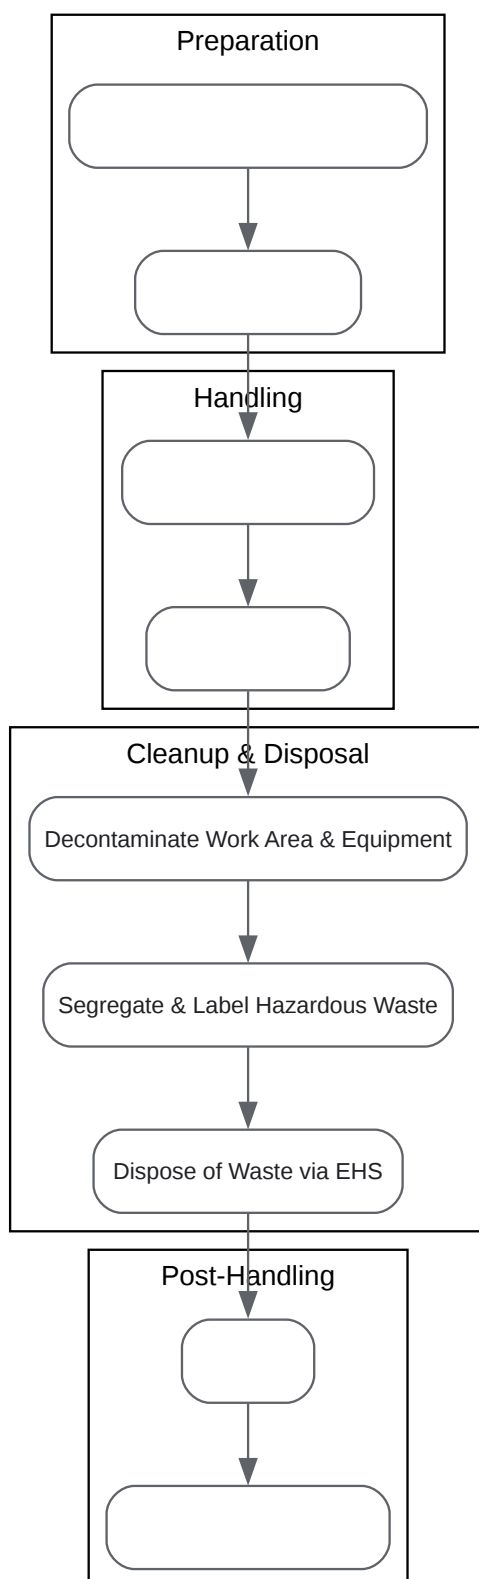 Preparation
Handling
Cleanup & Disposal
Decontaminate Work Area & Equipment
Segregate & Label Hazardous Waste
Dispose of Waste via EHS
Post-Handling